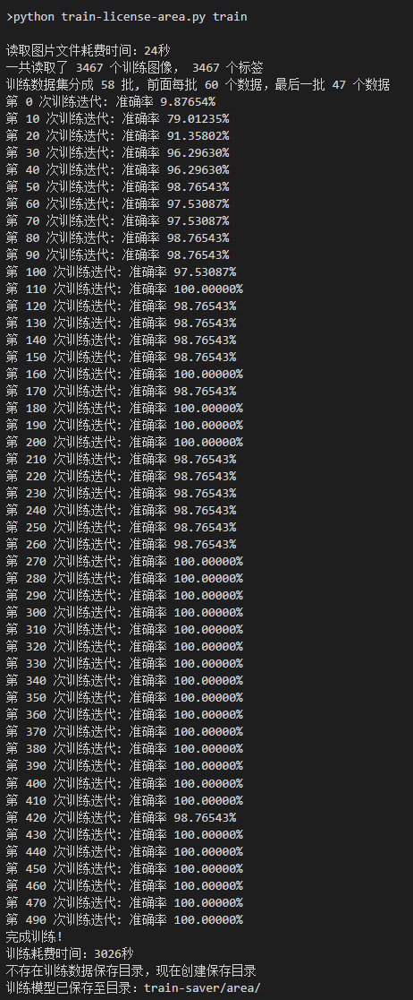 >python train-license-area.py train
读取图片文件耗费时间: 24秒
一共读取了 3467 个训练图像， 3467 个标签
训练数据集分成 58 批, 前面每批 60 个数据，最后一批 47 个数据
第 0 次训练迭代: 准确率 9.87654%
第 10 次训练迭代: 准确率 79.01235%
第 20 次训练迭代: 准确率 91.35802%
第 30 次训练迭代: 准确率 96.29630%
第 40 次训练迭代: 准确率 96.29630%
第 50 次训练迭代: 准确率 98.76543%
第 60 次训练迭代: 准确率 97.53087%
第 70 次训练迭代: 准确率 97.53087%
第 80 次训练迭代: 准确率 98.76543%
第 90 次训练迭代: 准确率 98.76543%
第 100 次训练迭代: 准确率 97.53087%
第 110 次训练迭代: 准确率 100.00000%
第 120 次训练迭代: 准确率 98.76543%
第 130 次训练迭代: 准确率 98.76543%
第 140 次训练迭代: 准确率 98.76543%
第 150 次训练迭代: 准确率 98.76543%
第 160 次训练迭代: 准确率 100.00000%
第 170 次训练迭代: 准确率 98.76543%
第 180 次训练迭代: 准确率 100.00000%
第 190 次训练迭代: 准确率 100.00000%
第 200 次训练迭代: 准确率 100.00000%
第 210 次训练迭代: 准确率 98.76543%
第 220 次训练迭代: 准确率 98.76543%
第 230 次训练迭代: 准确率 98.76543%
第 240 次训练迭代: 准确率 98.76543%
第 250 次训练迭代: 准确率 98.76543%
第 260 次训练迭代: 准确率 98.76543%
第 270 次训练迭代: 准确率 100.00000%
第 280 次训练迭代: 准确率 100.00000%
第 290 次训练迭代: 准确率 100.00000%
第 300 次训练迭代: 准确率 100.00000%
第 310 次训练迭代: 准确率 100.00000%
第 320 次训练迭代: 准确率 100.00000%
第 330 次训练迭代: 准确率 100.00000%
第 340 次训练迭代: 准确率 100.00000%
第 350 次训练迭代: 准确率 100.00000%
第 360 次训练迭代: 准确率 100.00000%
第 370 次训练迭代: 准确率 100.00000%
第 380 次训练迭代: 准确率 100.00000%
第 390 次训练迭代: 准确率 100.00000%
第 400 次训练迭代: 准确率 100.00000%
第 410 次训练迭代: 准确率 100.00000%
第 420 次训练迭代: 准确率 98.76543%
第 430 次训练迭代: 准确率 100.00000%
第 440 次训练迭代: 准确率 100.00000%
第 450 次训练迭代: 准确率 100.00000%
第 460 次训练迭代: 准确率 100.00000%
第 470 次训练迭代: 准确率 100.00000%
第 490 次训练迭代: 准确率 100.00000%
完成训练!
训练耗费时间: 3026秒
不存在训练数据保存目录，现在创建保存目录
训练模型已保存至目录: train-saver/area/